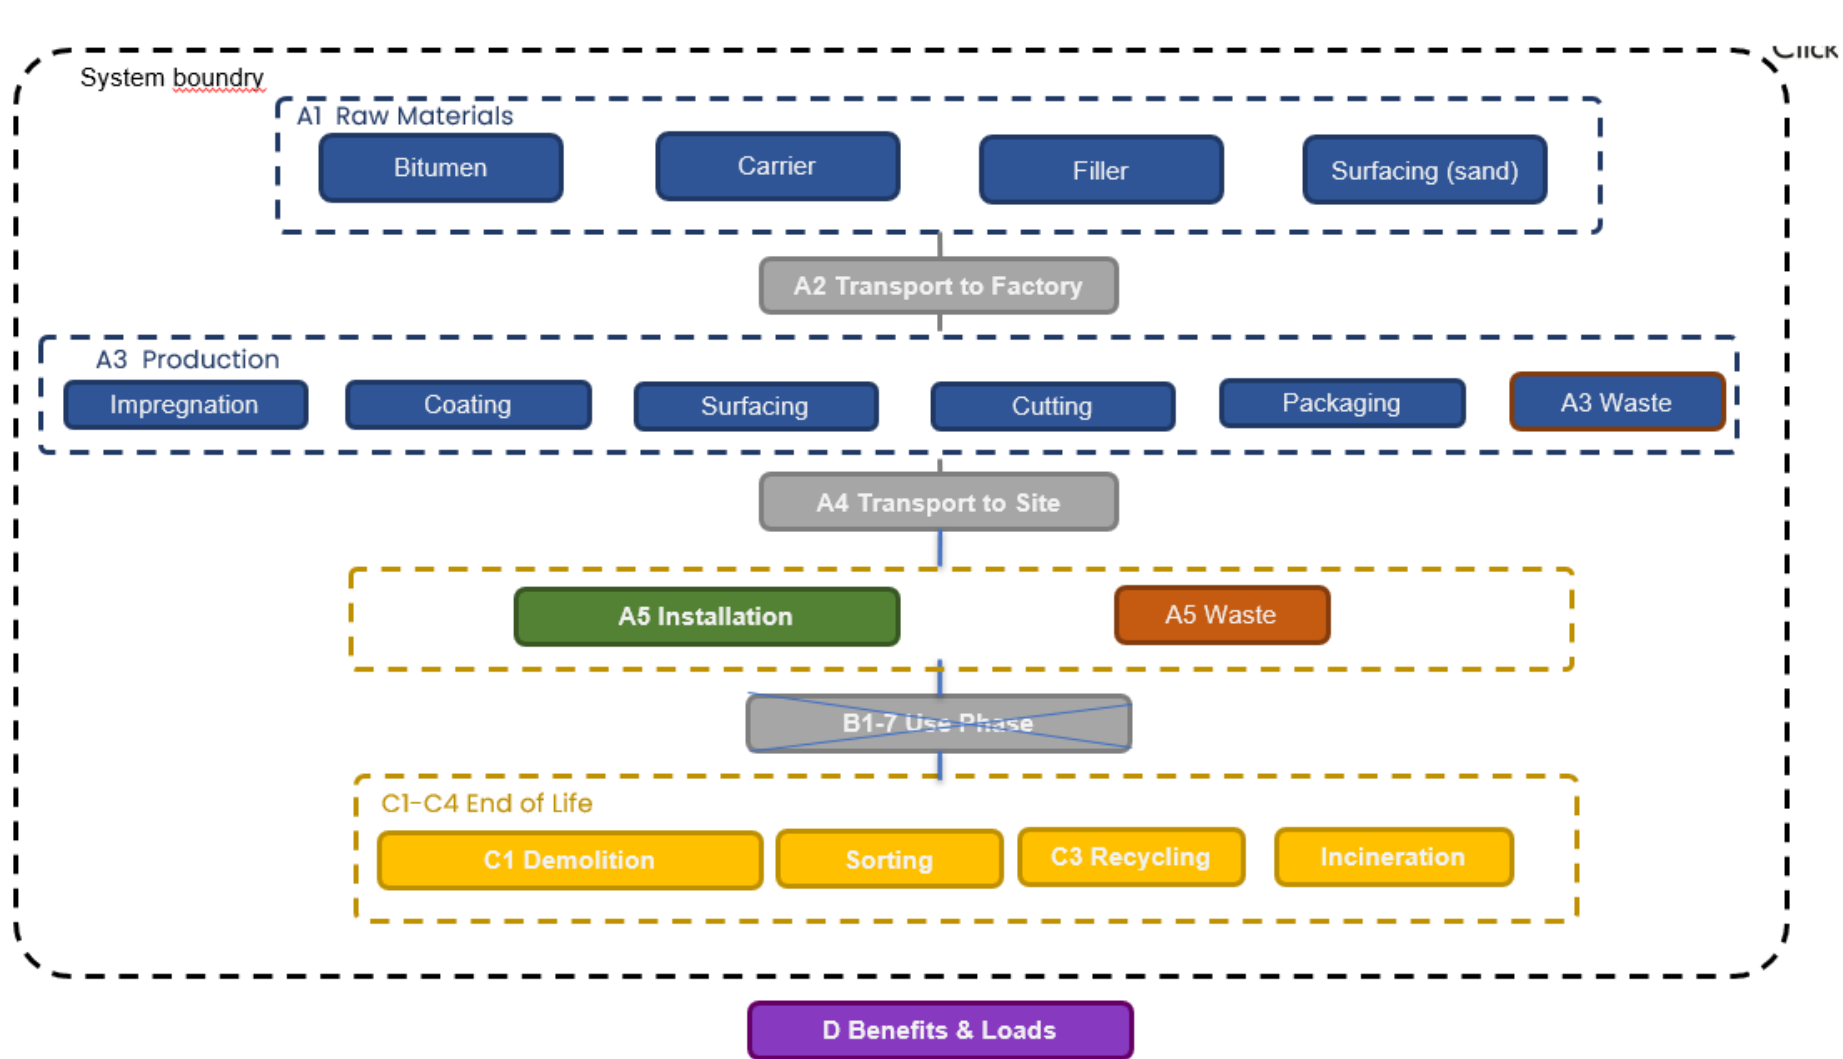 Click
System boundry
A1 Raw Materials
Bitumen
Carrier
Filler
Surfacing (sand)
A2 Transport to Factory
A3 Production
Impregnation
Coating
Surfacing
Cutting
Packaging
A3 Waste
A4 Transport to Site
A5 Installation
A5 Waste
B1-7 Use Phase
C1-C4 End of Life
C1 Demolition
Sorting
C3 Recycling
Incineration
D Benefits & Loads